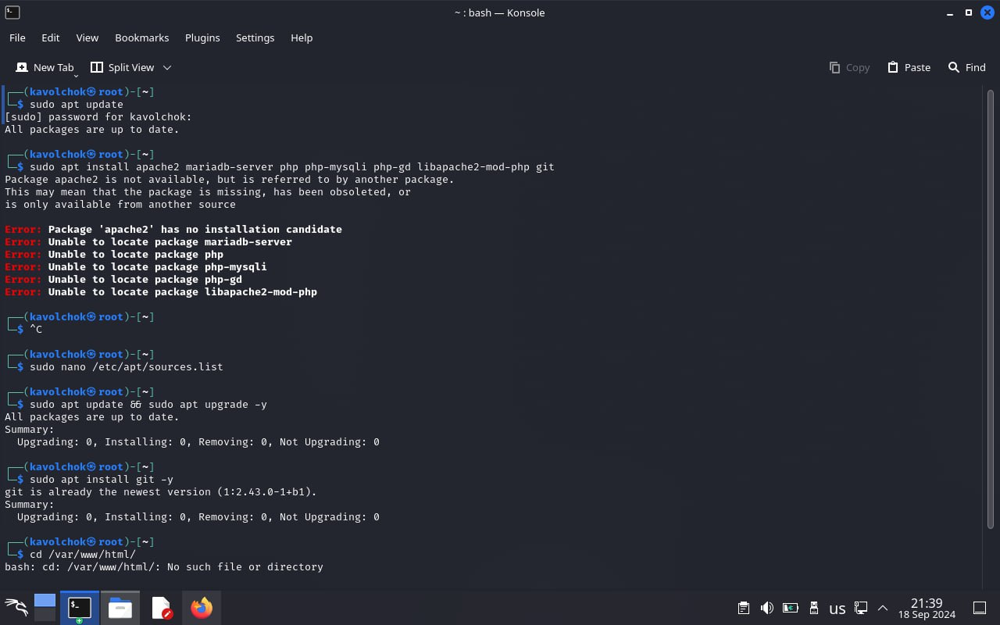 ~ : bash — Konsole
File Edit View Bookmarks Plugins Settings Help
New Tab Split View Copy Paste Find
┌──(kavolchok㉿root)-[~]
└─$ sudo apt update
[sudo] password for kavolchok:
All packages are up to date.
┌──(kavolchok㉿root)-[~]
└─$ sudo apt install apache2 mariadb-server php php-mysqli php-gd libapache2-mod-php git
Package apache2 is not available, but is referred to by another package.
This may mean that the package is missing, has been obsoleted, or
is only available from another source
Error: Package 'apache2' has no installation candidate
Error: Unable to locate package mariadb-server
Error: Unable to locate package php
Error: Unable to locate package php-mysqli
Error: Unable to locate package php-gd
Error: Unable to locate package libapache2-mod-php
┌──(kavolchok㉿root)-[~]
└─$ ^C
┌──(kavolchok㉿root)-[~]
└─$ sudo nano /etc/apt/sources.list
┌──(kavolchok㉿root)-[~]
└─$ sudo apt update && sudo apt upgrade -y
All packages are up to date.
Summary:
  Upgrading: 0, Installing: 0, Removing: 0, Not Upgrading: 0
┌──(kavolchok㉿root)-[~]
└─$ sudo apt install git -y
git is already the newest version (1:2.43.0-1+b1).
Summary:
  Upgrading: 0, Installing: 0, Removing: 0, Not Upgrading: 0
┌──(kavolchok㉿root)-[~]
└─$ cd /var/www/html/
bash: cd: /var/www/html/: No such file or directory
us
21:39
18 Sep 2024